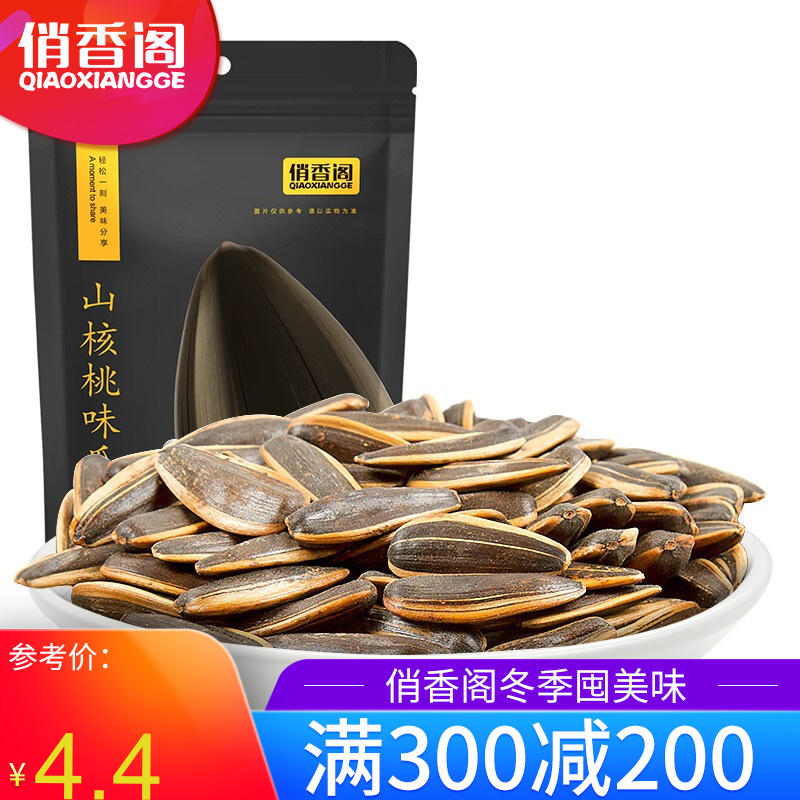 俏香阁
QIAOXIANGGE
轻松一刻 美味分享
A moment to share
俏香阁
QIAOXIANGGE
图片仅供参考 请以实物为准
山核桃味
参考价：
¥4.4
俏香阁冬季囤美味
满300减200